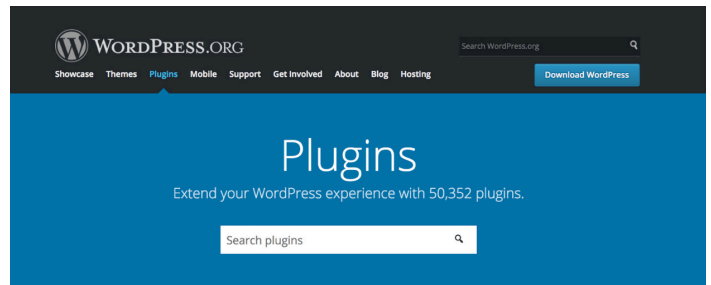 WORDPRESS.ORG
Search WordPress.org
Showcase Themes Plugins Mobile Support Get Involved About Blog Hosting
Download WordPress
Plugins
Extend your WordPress experience with 50,352 plugins.
Search plugins